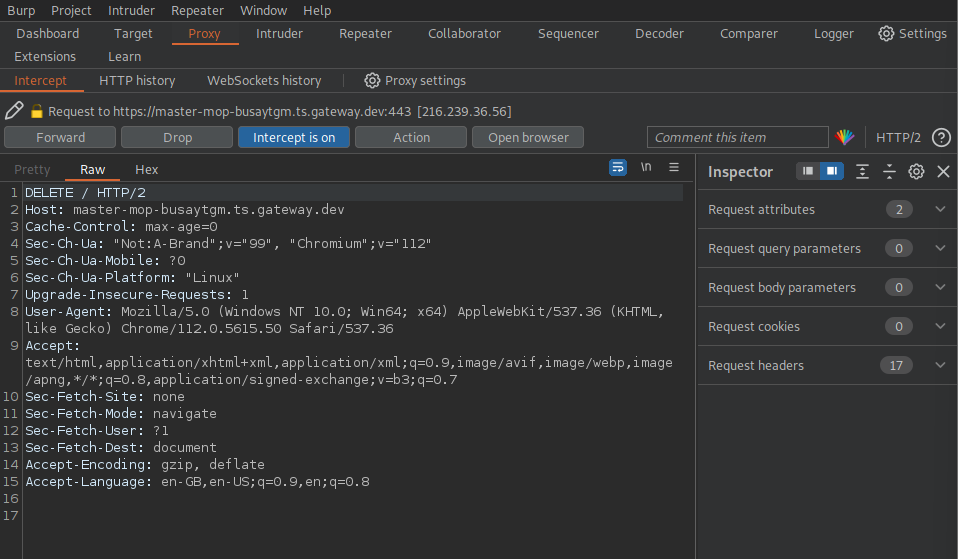 Burp Project Intruder Repeater Window Help
Dashboard Target Proxy Intruder Repeater Collaborator Sequencer Decoder Comparer Logger Settings
Extensions Learn
Intercept HTTP history WebSockets history Proxy settings
Request to https://master-mop-busaytgm.ts.gateway.dev:443 [216.239.36.56]
Forward Drop Intercept is on Action Open browser Comment this item HTTP/2 ?
Pretty Raw Hex \n ≡ Inspector
1 DELETE / HTTP/2
2 Host: master-mop-busaytgm.ts.gateway.dev
3 Cache-Control: max-age=0
4 Sec-Ch-Ua: "Not:A-Brand";v="99", "Chromium";v="112"
5 Sec-Ch-Ua-Mobile: ?0
6 Sec-Ch-Ua-Platform: "Linux"
7 Upgrade-Insecure-Requests: 1
8 User-Agent: Mozilla/5.0 (Windows NT 10.0; Win64; x64) AppleWebKit/537.36 (KHTML,
like Gecko) Chrome/112.0.5615.50 Safari/537.36
9 Accept:
text/html,application/xhtml+xml,application/xml;q=0.9,image/avif,image/webp,image
/apng,*/*;q=0.8,application/signed-exchange;v=b3;q=0.7
10 Sec-Fetch-Site: none
11 Sec-Fetch-Mode: navigate
12 Sec-Fetch-User: ?1
13 Sec-Fetch-Dest: document
14 Accept-Encoding: gzip, deflate
15 Accept-Language: en-GB,en-US;q=0.9,en;q=0.8
16
17
Request attributes 2
Request query parameters 0
Request body parameters 0
Request cookies 0
Request headers 17